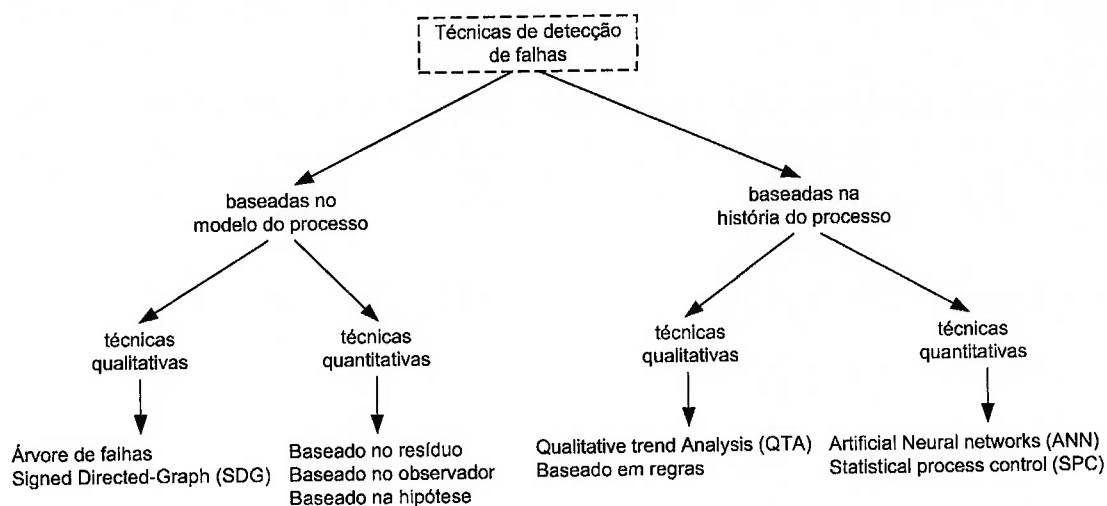 Técnicas de detecção
de falhas
baseadas no
modelo do processo
baseadas na
história do processo
técnicas
qualitativas
técnicas
quantitativas
técnicas
qualitativas
técnicas
quantitativas
Árvore de falhas
Signed Directed-Graph (SDG)
Baseado no resíduo
Baseado no observador
Baseado na hipótese
Qualitative trend Analysis (QTA)
Baseado em regras
Artificial Neural networks (ANN)
Statistical process control (SPC)